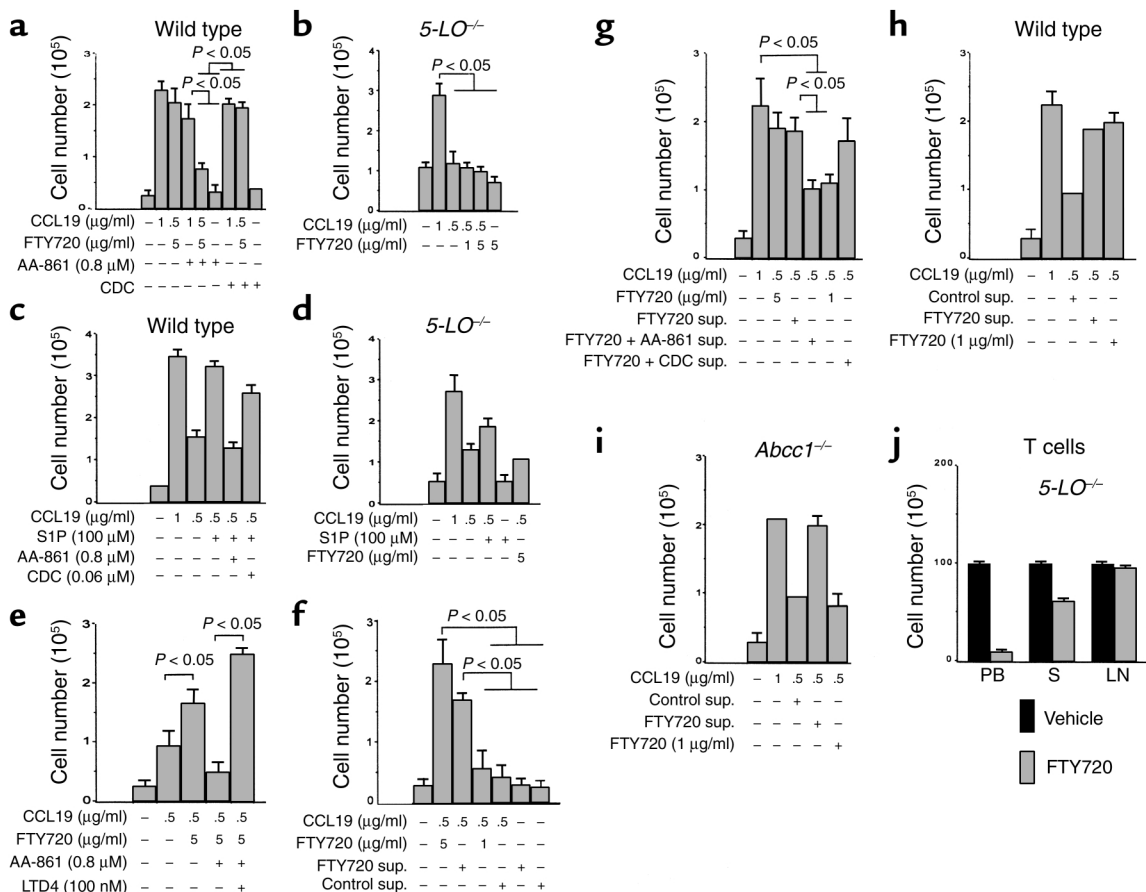 a
Wild type
P < 0.05
P < 0.05
Cell number (10⁵)
3
2
1
0
CCL19 (μg/ml) – 1 .5 1 .5 – 1 .5 –
FTY720 (μg/ml) – – 5 – 5 – – 5 –
AA-861 (0.8 μM) – – – + + + – – –
CDC – – – – – – + + +
b
5-LO⁻/⁻
P < 0.05
Cell number (10⁵)
4
3
2
1
0
CCL19 (μg/ml) – 1 .5 .5 .5 –
FTY720 (μg/ml) – – – 1 5 5
c
Wild type
Cell number (10⁵)
4
3
2
1
0
CCL19 (μg/ml) – 1 .5 .5 .5 .5
S1P (100 μM) – – – + + +
AA-861 (0.8 μM) – – – – + –
CDC (0.06 μM) – – – – – +
d
5-LO⁻/⁻
Cell number (10⁵)
4
3
2
1
0
CCL19 (μg/ml) – 1 .5 .5 – .5
S1P (100 μM) – – – + + –
FTY720 (μg/ml) – – – – – 5
e
P < 0.05
P < 0.05
Cell number (10⁵)
3
2
1
0
CCL19 (μg/ml) – .5 .5 .5 .5
FTY720 (μg/ml) – – 5 5 5
AA-861 (0.8 μM) – – – + +
LTD4 (100 nM) – – – – +
f
P < 0.05
P < 0.05
Cell number (10⁵)
3
2
1
0
CCL19 (μg/ml) – .5 .5 .5 .5 – –
FTY720 (μg/ml) – 5 – 1 – – –
FTY720 sup. – – + – – + –
Control sup. – – – – + – +
g
P < 0.05
P < 0.05
Cell number (10⁵)
3
2
1
0
CCL19 (μg/ml) – 1 .5 .5 .5 .5 .5
FTY720 (μg/ml) – – 5 – – 1 –
FTY720 sup. – – – + – – –
FTY720 + AA-861 sup. – – – – + – –
FTY720 + CDC sup. – – – – – – +
h
Wild type
Cell number (10⁵)
3
2
1
0
CCL19 (μg/ml) – 1 .5 .5 .5
Control sup. – – + – –
FTY720 sup. – – – + –
FTY720 (1 μg/ml) – – – – +
i
Abcc1⁻/⁻
Cell number (10⁵)
3
2
1
0
CCL19 (μg/ml) – 1 .5 .5 .5
Control sup. – – + – –
FTY720 sup. – – – + –
FTY720 (1 μg/ml) – – – – +
j
T cells
5-LO⁻/⁻
Cell number (10⁵)
200
100
0
PB S LN
Vehicle
FTY720